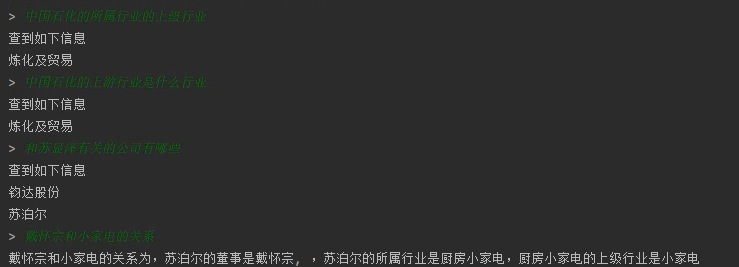 > 中国石化的所属行业的上级行业
查到如下信息
炼化及贸易
> 中国石化的上游行业是什么行业
查到如下信息
炼化及贸易
> 和苏显泽有关的公司有哪些
查到如下信息
钧达股份
苏泊尔
> 戴怀宗和小家电的关系
戴怀宗和小家电的关系为，苏泊尔的董事是戴怀宗, ，苏泊尔的所属行业是厨房小家电，厨房小家电的上级行业是小家电